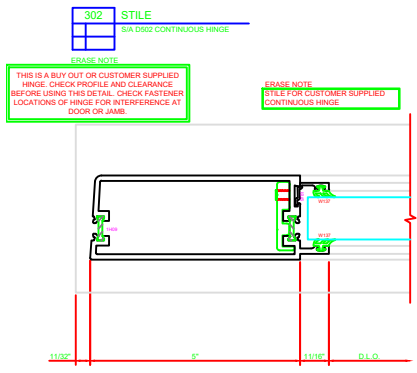 302 STILE
S/A D502 CONTINUOUS HINGE
ERASE NOTE
THIS IS A BUY OUT OR CUSTOMER SUPPLIED
HINGE. CHECK PROFILE AND CLEARANCE
BEFORE USING THIS DETAIL. CHECK FASTENER
LOCATIONS OF HINGE FOR INTERFERENCE AT
DOOR OR JAMB.
ERASE NOTE
STILE FOR CUSTOMER SUPPLIED
CONTINUOUS HINGE
W137
W137
11/32" 5" 11/16" D.L.O.